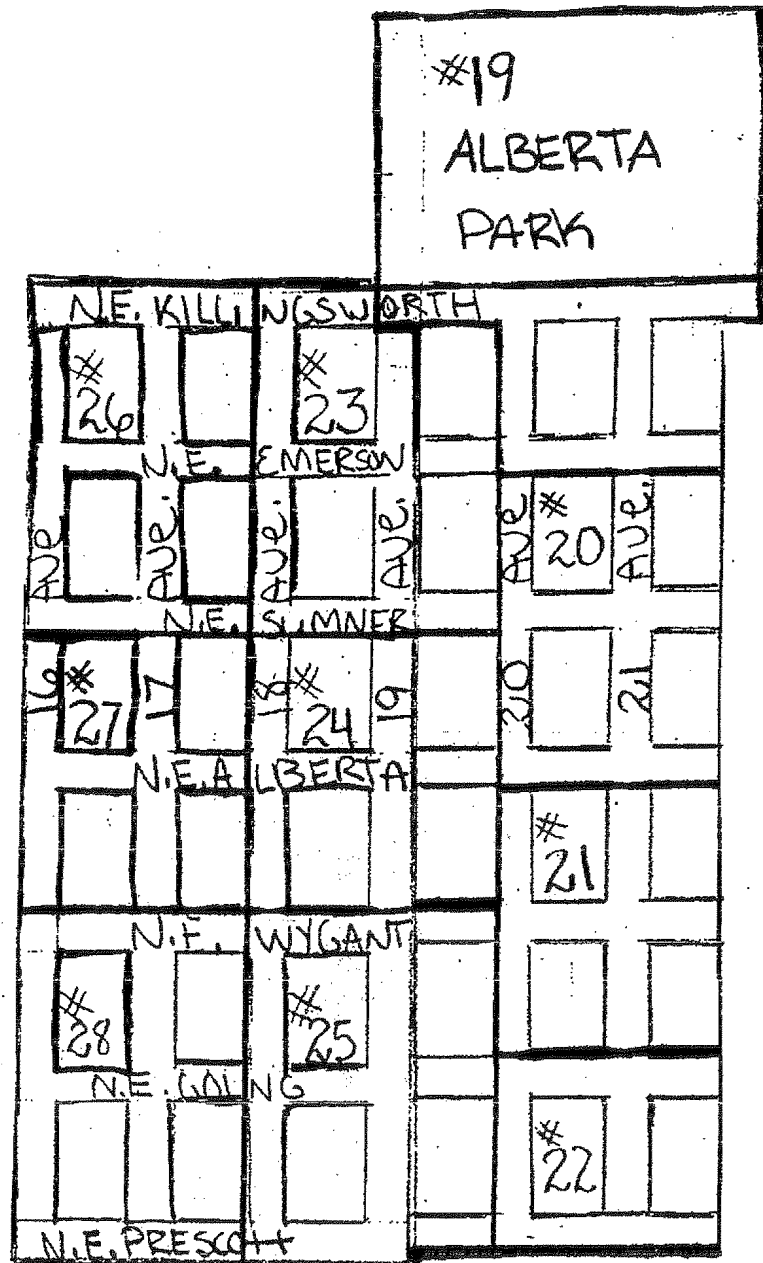 #19
ALBERTA
PARK
N.E. KILLINGSWORTH
#
26
#
23
N.E. EMERSON
AVE
AVE.
AVE.
AVE.
AVE
#
20
AVE.
N.E. SUMNER
16
#
27
17
18
#
24
19
20
21
N.E. ALBERTA
#
21
N.E. WYGANT
#
28
#
25
N.E. GOING
#
22
N.E. PRESCOTT